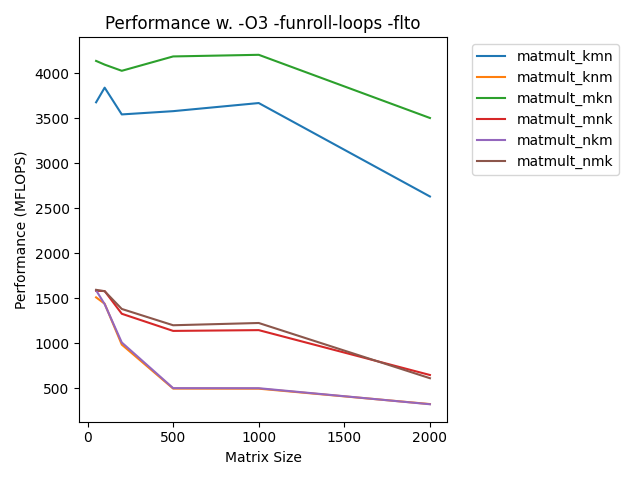 Performance w. -O3 -funroll-loops -flto
Performance (MFLOPS)
4000
3500
3000
2500
2000
1500
1000
500
0
500
1000
1500
2000
Matrix Size
matmult_kmn
matmult_knm
matmult_mkn
matmult_mnk
matmult_nkm
matmult_nmk